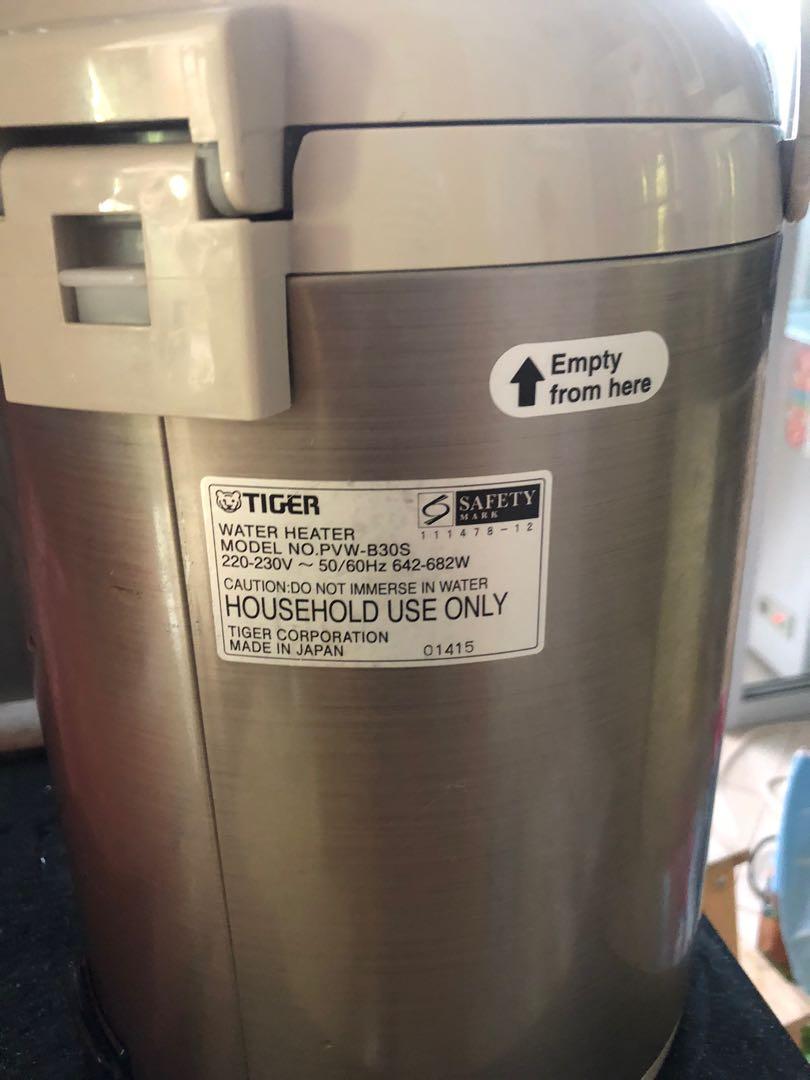 Empty
from here
TIGER
SAFETY
MARK
111478-12
WATER HEATER
MODEL NO.PVW-B30S
220-230V ~ 50/60Hz 642-682W
CAUTION:DO NOT IMMERSE IN WATER
HOUSEHOLD USE ONLY
TIGER CORPORATION
MADE IN JAPAN 01415